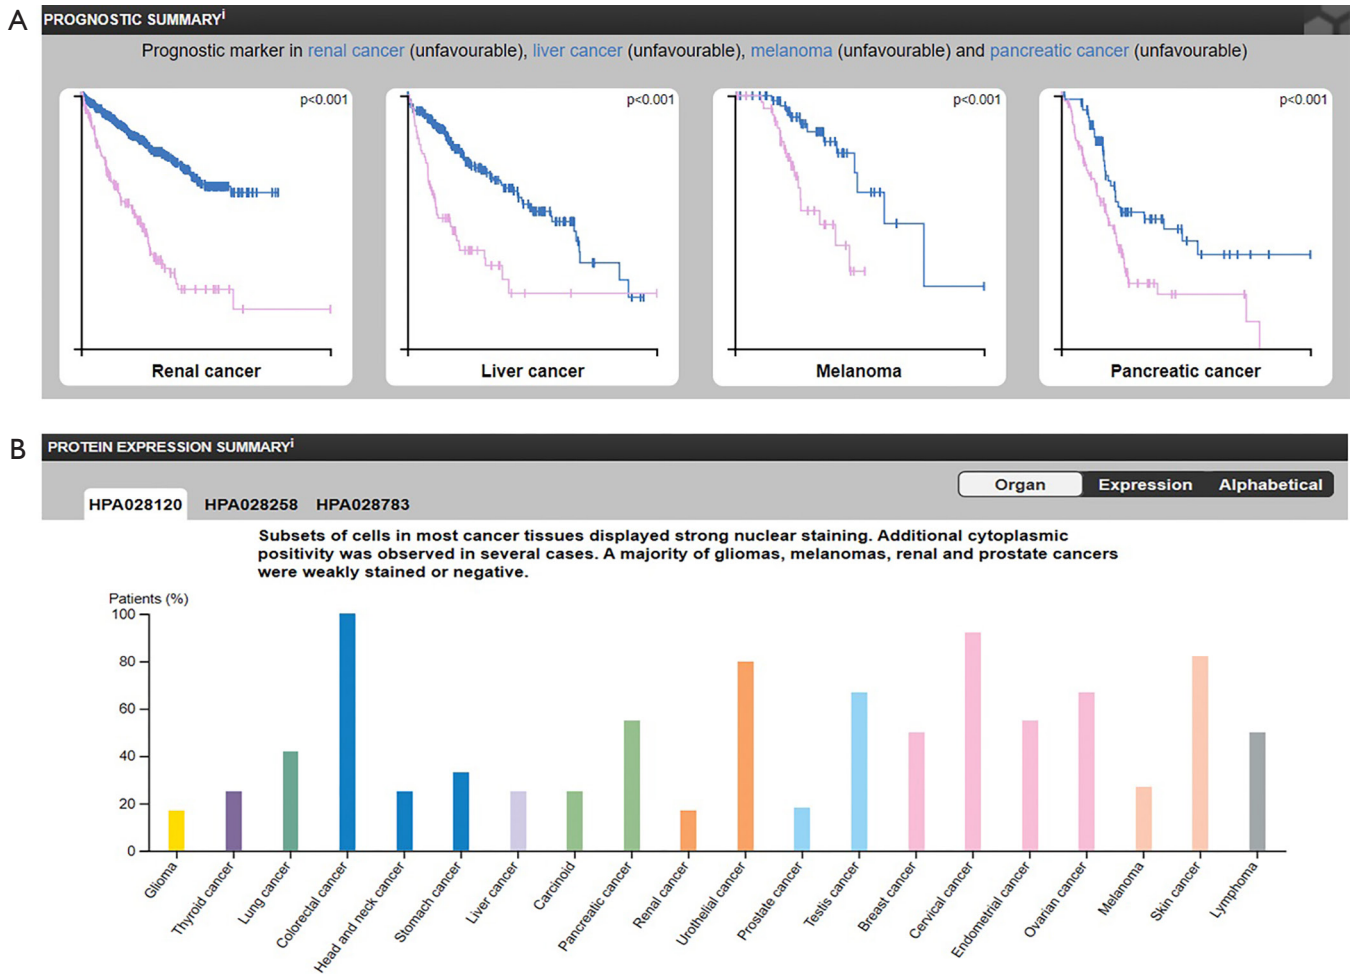 A
PROGNOSTIC SUMMARYi
Prognostic marker in renal cancer (unfavourable), liver cancer (unfavourable), melanoma (unfavourable) and pancreatic cancer (unfavourable)
p<0.001
p<0.001
p<0.001
p<0.001
Renal cancer
Liver cancer
Melanoma
Pancreatic cancer
B
PROTEIN EXPRESSION SUMMARYi
Organ Expression Alphabetical
HPA028120 HPA028258 HPA028783
Subsets of cells in most cancer tissues displayed strong nuclear staining. Additional cytoplasmic
positivity was observed in several cases. A majority of gliomas, melanomas, renal and prostate cancers
were weakly stained or negative.
Patients (%)
100
80
60
40
20
0
Glioma
Thyroid cancer
Lung cancer
Colorectal cancer
Head and neck cancer
Stomach cancer
Liver cancer
Carcinoid
Pancreatic cancer
Renal cancer
Urothelial cancer
Prostate cancer
Testis cancer
Breast cancer
Cervical cancer
Endometrial cancer
Ovarian cancer
Melanoma
Skin cancer
Lymphoma